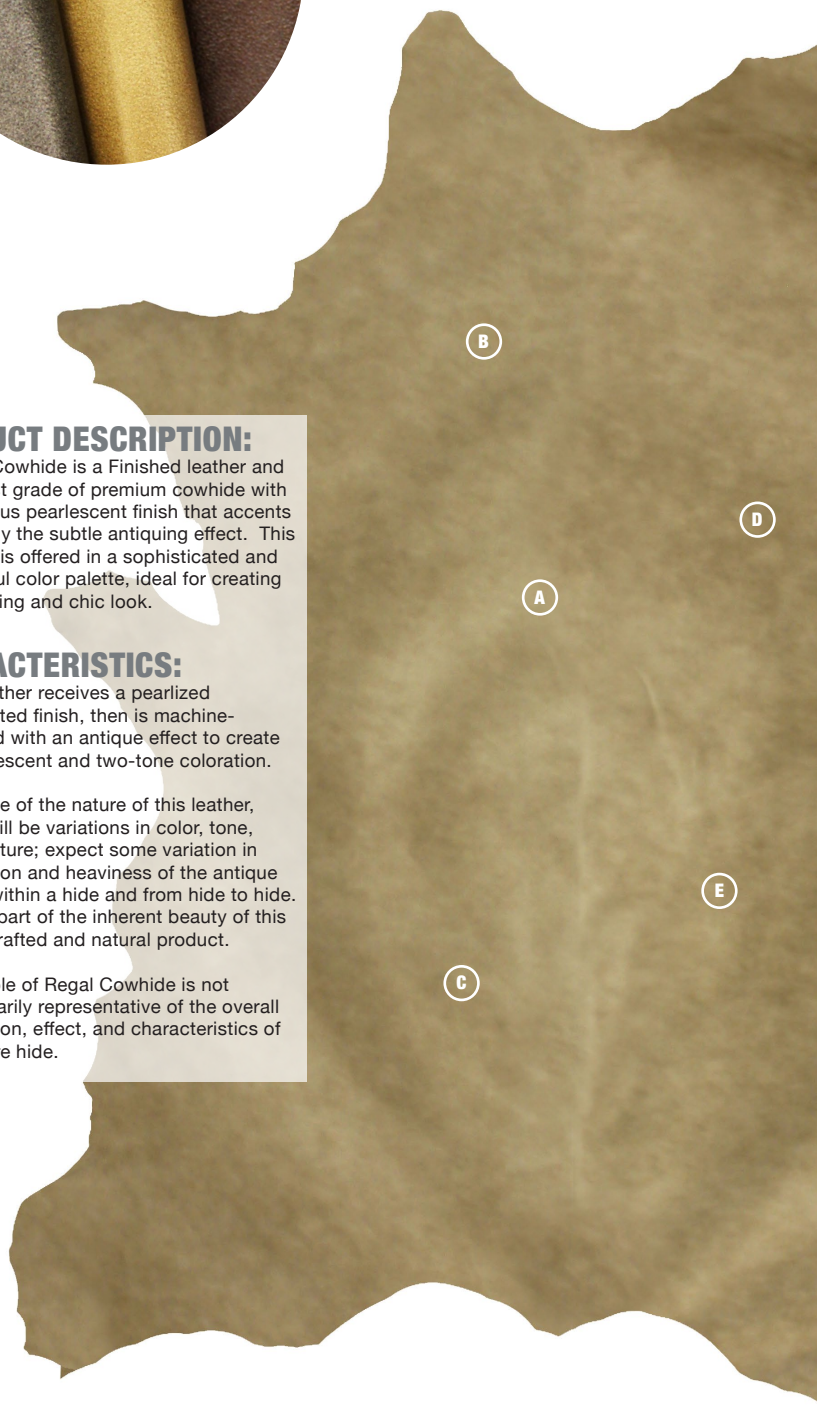 UCT DESCRIPTION:
Cowhide is a Finished leather and
t grade of premium cowhide with
us pearlescent finish that accents
y the subtle antiquing effect.  This
is offered in a sophisticated and
ul color palette, ideal for creating
ing and chic look.
ACTERISTICS:
ther receives a pearlized
ted finish, then is machine-
d with an antique effect to create
escent and two-tone coloration.
e of the nature of this leather,
ill be variations in color, tone,
ture; expect some variation in
on and heaviness of the antique
within a hide and from hide to hide.
part of the inherent beauty of this
rafted and natural product.
le of Regal Cowhide is not
arily representative of the overall
on, effect, and characteristics of
e hide.
B
D
A
E
C